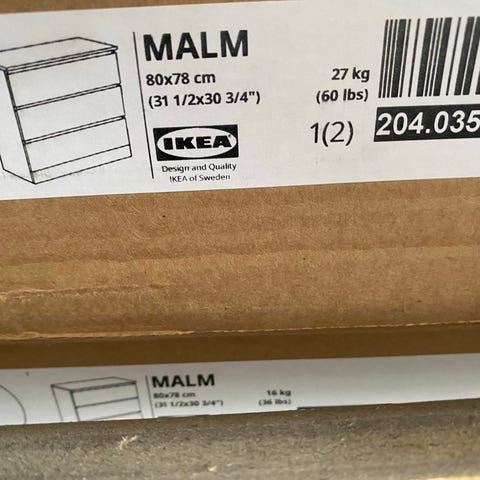 MALM
80x78 cm
(31 1/2x30 3/4")
27 kg
(60 lbs)
IKEA
1(2)
204.035
Design and Quality
IKEA of Sweden
MALM
80x78 cm
(31 1/2x30 3/4")
16 kg
(36 lbs)